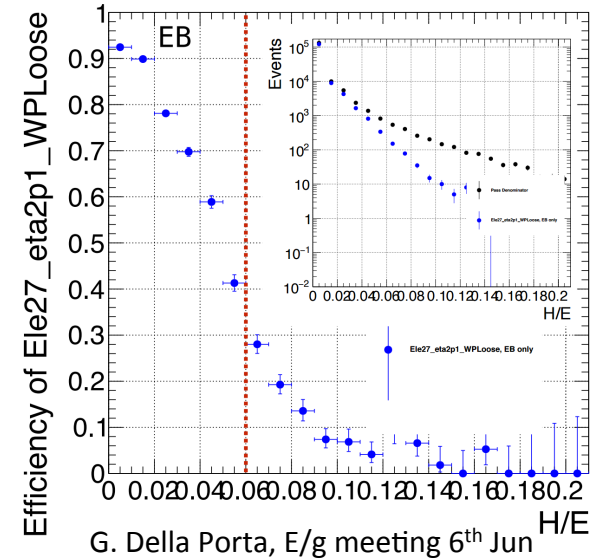 Efficiency of Ele27_eta2p1_WPLoose
1
0.9
0.8
0.7
0.6
0.5
0.4
0.3
0.2
0.1
0
EB
Events
10^5
10^4
10^3
10^2
10
1
10^-1
10^-2
Pass Denominator
Ele27_eta2p1_WPLoose, EB only
0 0.02 0.04 0.06 0.08 0.10 0.12 0.14 0.16 0.18 0.2
H/E
Ele27_eta2p1_WPLoose, EB only
0 0.02 0.04 0.06 0.08 0.10 0.12 0.14 0.16 0.18 0.2
H/E
G. Della Porta, E/g meeting 6th Jun